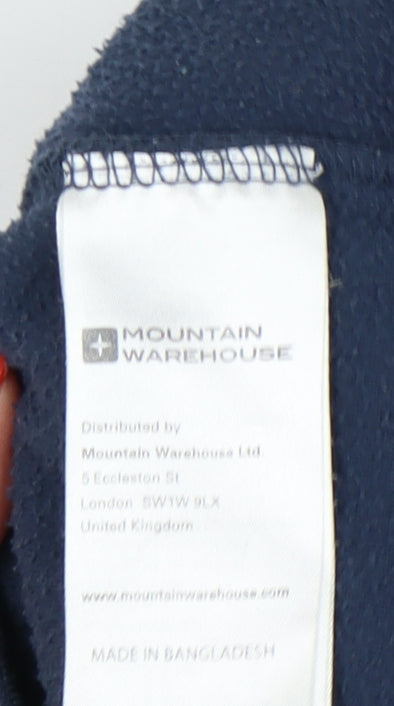 MOUNTAIN
WAREHOUSE
Distributed by
Mountain Warehouse Ltd.
5 Eccleston St
London SW1W 9LX
United Kingdom
www.mountainwarehouse.com
MADE IN BANGLADESH